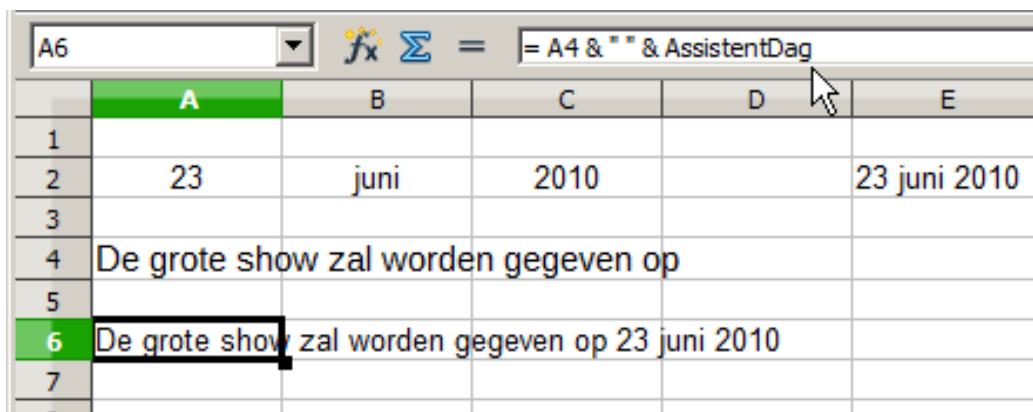 A6 = A4 & " " & AssistentDag
A B C D E
1
2 23 juni 2010 23 juni 2010
3
4 De grote show zal worden gegeven op
5
6 De grote show zal worden gegeven op 23 juni 2010
7